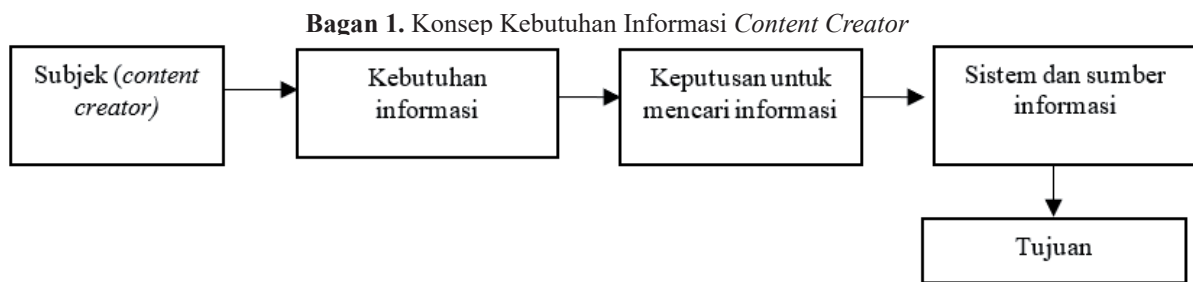 Bagan 1. Konsep Kebutuhan Informasi Content Creator
Subjek (content
creator)
Kebutuhan
informasi
Keputusan untuk
mencari informasi
Sistem dan sumber
informasi
Tujuan